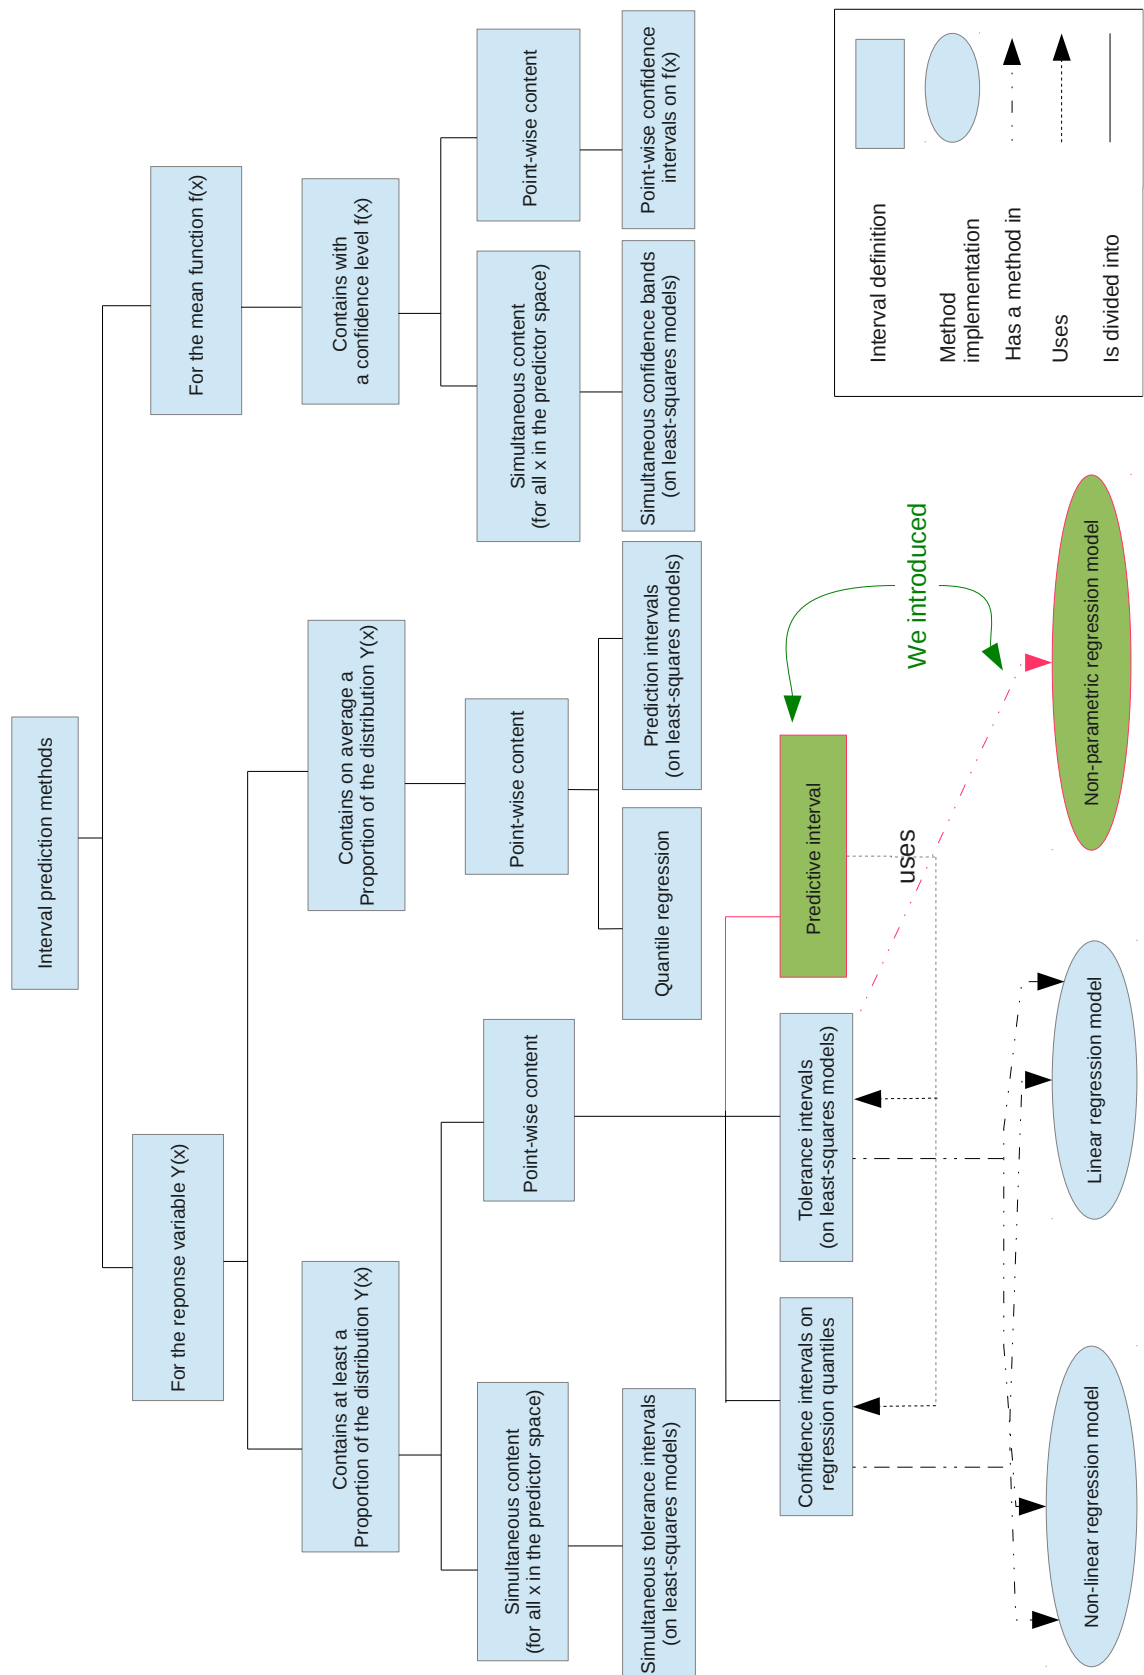 Interval prediction methods
For the reponse variable Y(x)
For the mean function f(x)
Contains at least a
Proportion of the distribution Y(x)
Contains on average a
Proportion of the distribution Y(x)
Contains with
a confidence level f(x)
Simultaneous content
(for all x in the predictor space)
Point-wise content
Point-wise content
Simultaneous content
(for all x in the predictor space)
Point-wise content
Simultaneous tolerance intervals
(on least-squares models)
Quantile regression
Prediction intervals
(on least-squares models)
Simultaneous confidence bands
(on least-squares models)
Point-wise confidence
intervals on f(x)
Confidence intervals on
regression quantiles
Tolerance intervals
(on least-squares models)
Predictive interval
uses
We introduced
Non-linear regression model
Linear regression model
Non-parametric regression model
Interval definition
Method
implementation
Has a method in
Uses
Is divided into